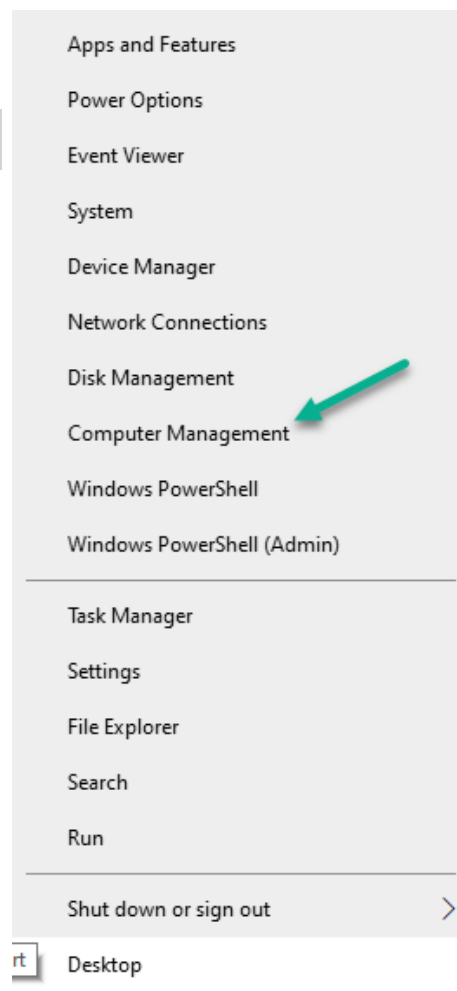 Apps and Features
Power Options
Event Viewer
System
Device Manager
Network Connections
Disk Management
Computer Management
Windows PowerShell
Windows PowerShell (Admin)
Task Manager
Settings
File Explorer
Search
Run
Shut down or sign out
rt
Desktop